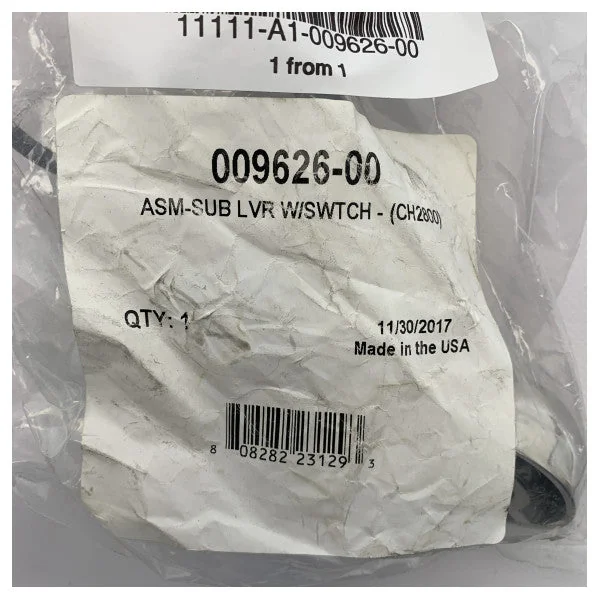 11111-A1-009626-00
1 from 1
009626-00
ASM-SUB LVR W/SWTCH - (CH2800)
QTY: 1
11/30/2017
Made in the USA
8 08282 23129 3